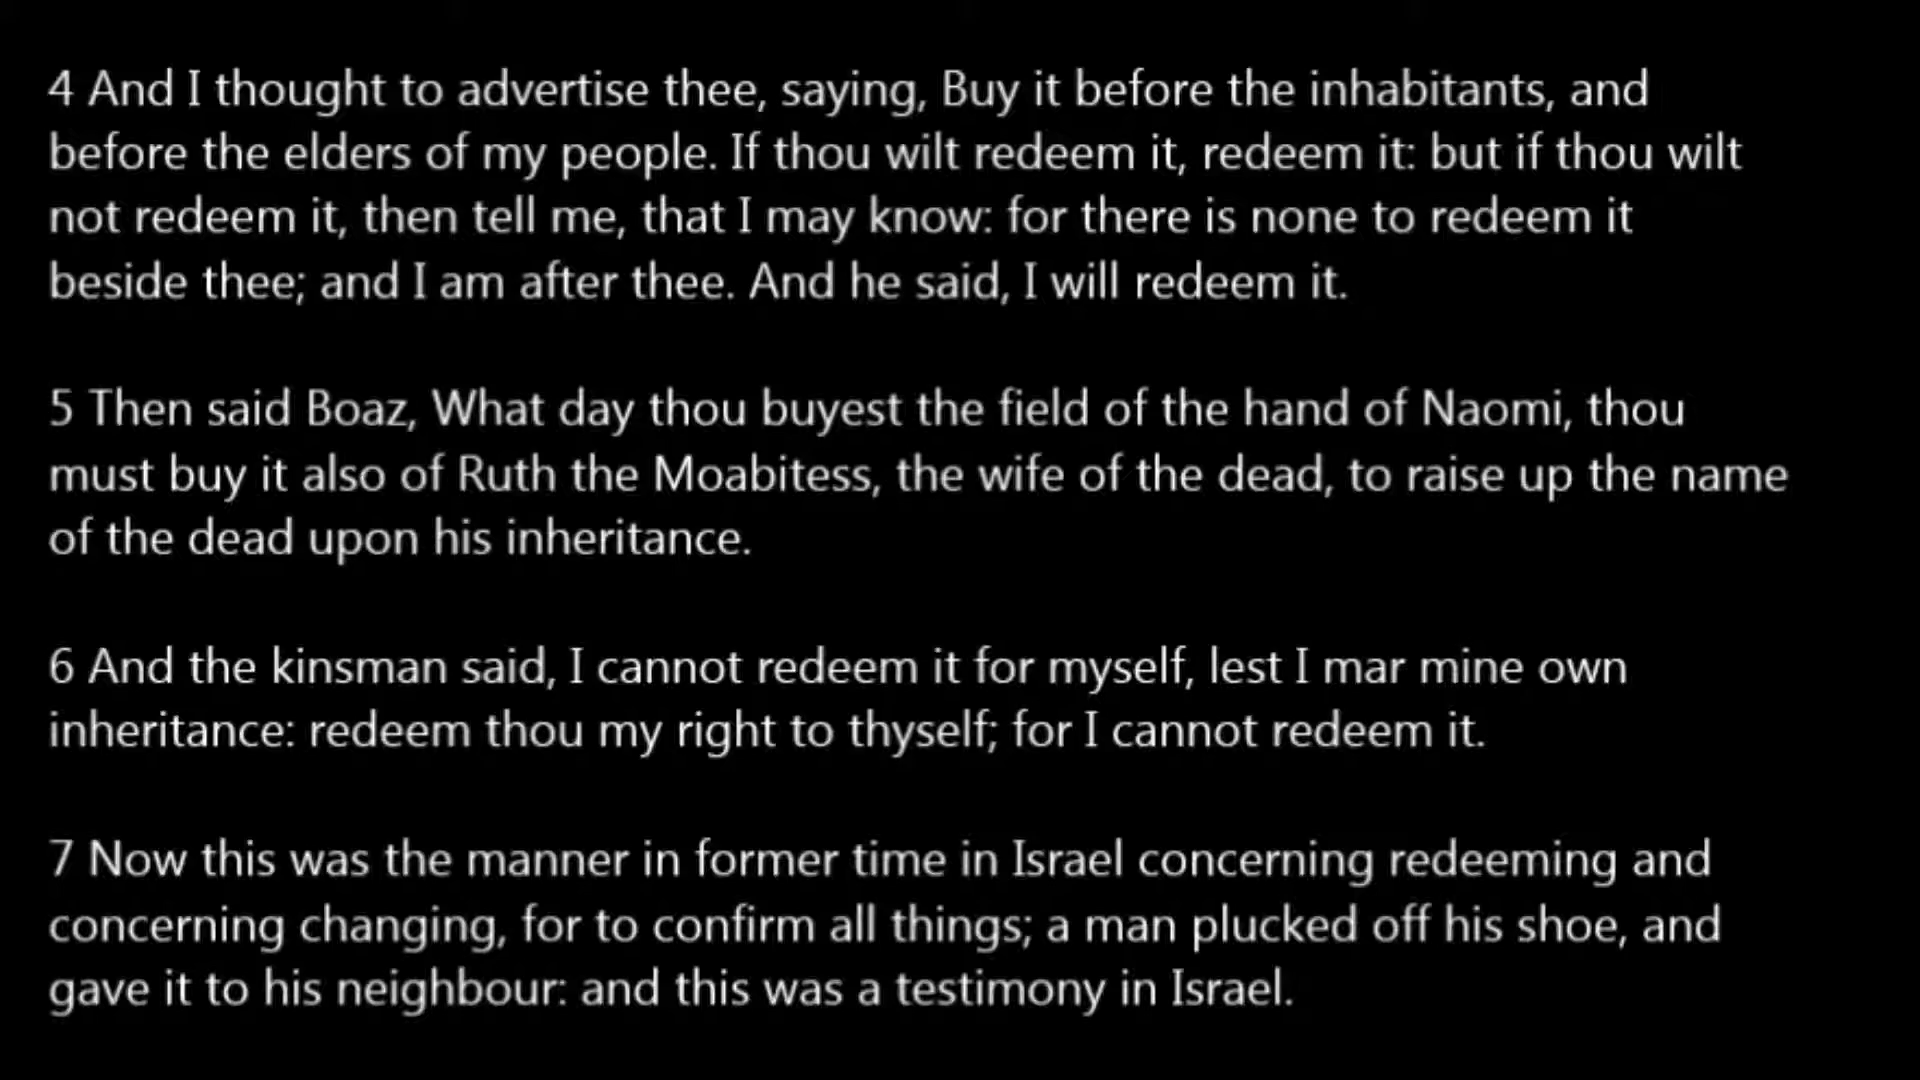 4 And I thought to advertise thee, saying, Buy it before the inhabitants, and
before the elders of my people. If thou wilt redeem it, redeem it: but if thou wilt
not redeem it, then tell me, that I may know: for there is none to redeem it
beside thee; and I am after thee. And he said, I will redeem it.
5 Then said Boaz, What day thou buyest the field of the hand of Naomi, thou
must buy it also of Ruth the Moabitess, the wife of the dead, to raise up the name
of the dead upon his inheritance.
6 And the kinsman said, I cannot redeem it for myself, lest I mar mine own
inheritance: redeem thou my right to thyself; for I cannot redeem it.
7 Now this was the manner in former time in Israel concerning redeeming and
concerning changing, for to confirm all things; a man plucked off his shoe, and
gave it to his neighbour: and this was a testimony in Israel.